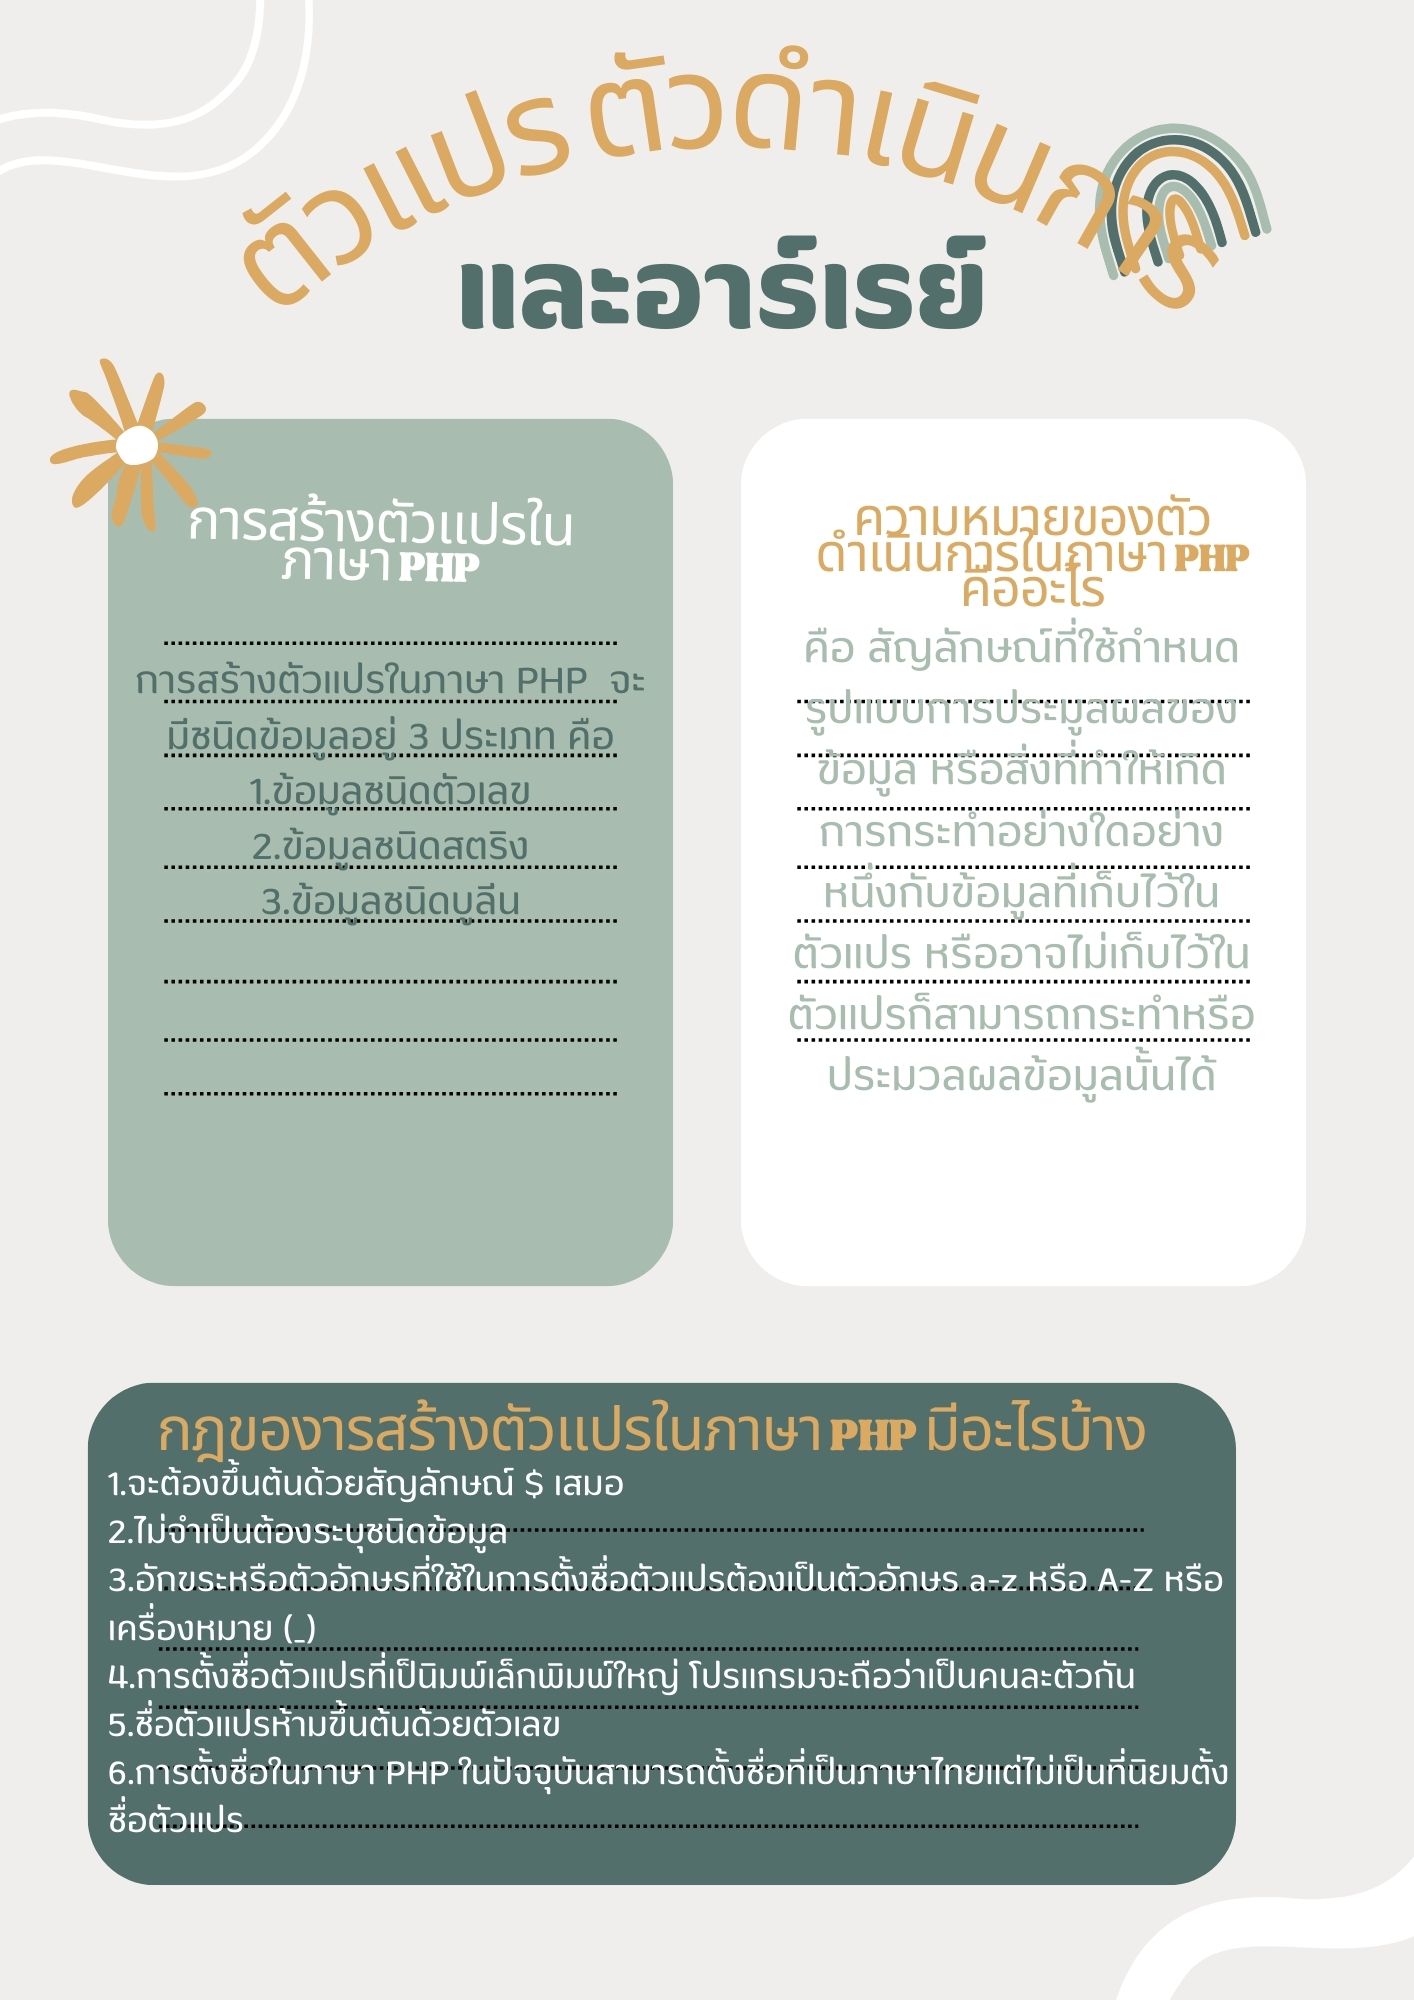 ตัวแปร ตัวดำเนินการ
และอาร์เรย์
การสร้างตัวแปรใน
ภาษา PHP
การสร้างตัวแปรในภาษา PHP จะ
มีชนิดข้อมูลอยู่ 3 ประเภท คือ
1.ข้อมูลชนิดตัวเลข
2.ข้อมูลชนิดสตริง
3.ข้อมูลชนิดบูลีน
ความหมายของตัว
ดำเนินการในภาษา PHP
คืออะไร
คือ สัญลักษณ์ที่ใช้กำหนด
รูปแบบการประมูลผลของ
ข้อมูล หรือสิ่งที่ทำให้เกิด
การกระทำอย่างใดอย่าง
หนึ่งกับข้อมูลที่เก็บไว้ใน
ตัวแปร หรืออาจไม่เก็บไว้ใน
ตัวแปรก็สามารถกระทำหรือ
ประมวลผลข้อมูลนั้นได้
กฎของารสร้างตัวแปรในภาษา PHP มีอะไรบ้าง
1.จะต้องขึ้นต้นด้วยสัญลักษณ์ $ เสมอ
2.ไม่จำเป็นต้องระบุชนิดข้อมูล
3.อักขระหรือตัวอักษรที่ใช้ในการตั้งชื่อตัวแปรต้องเป็นตัวอักษร a-z หรือ A-Z หรือ
เครื่องหมาย (_)
4.การตั้งชื่อตัวแปรที่เป็นิมพ์เล็กพิมพ์ใหญ่ โปรแกรมจะถือว่าเป็นคนละตัวกัน
5.ชื่อตัวแปรห้ามขึ้นต้นด้วยตัวเลข
6.การตั้งชื่อในภาษา PHP ในปัจจุบันสามารถตั้งชื่อที่เป็นภาษาไทยแต่ไม่เป็นที่นิยมตั้ง
ชื่อตัวแปร